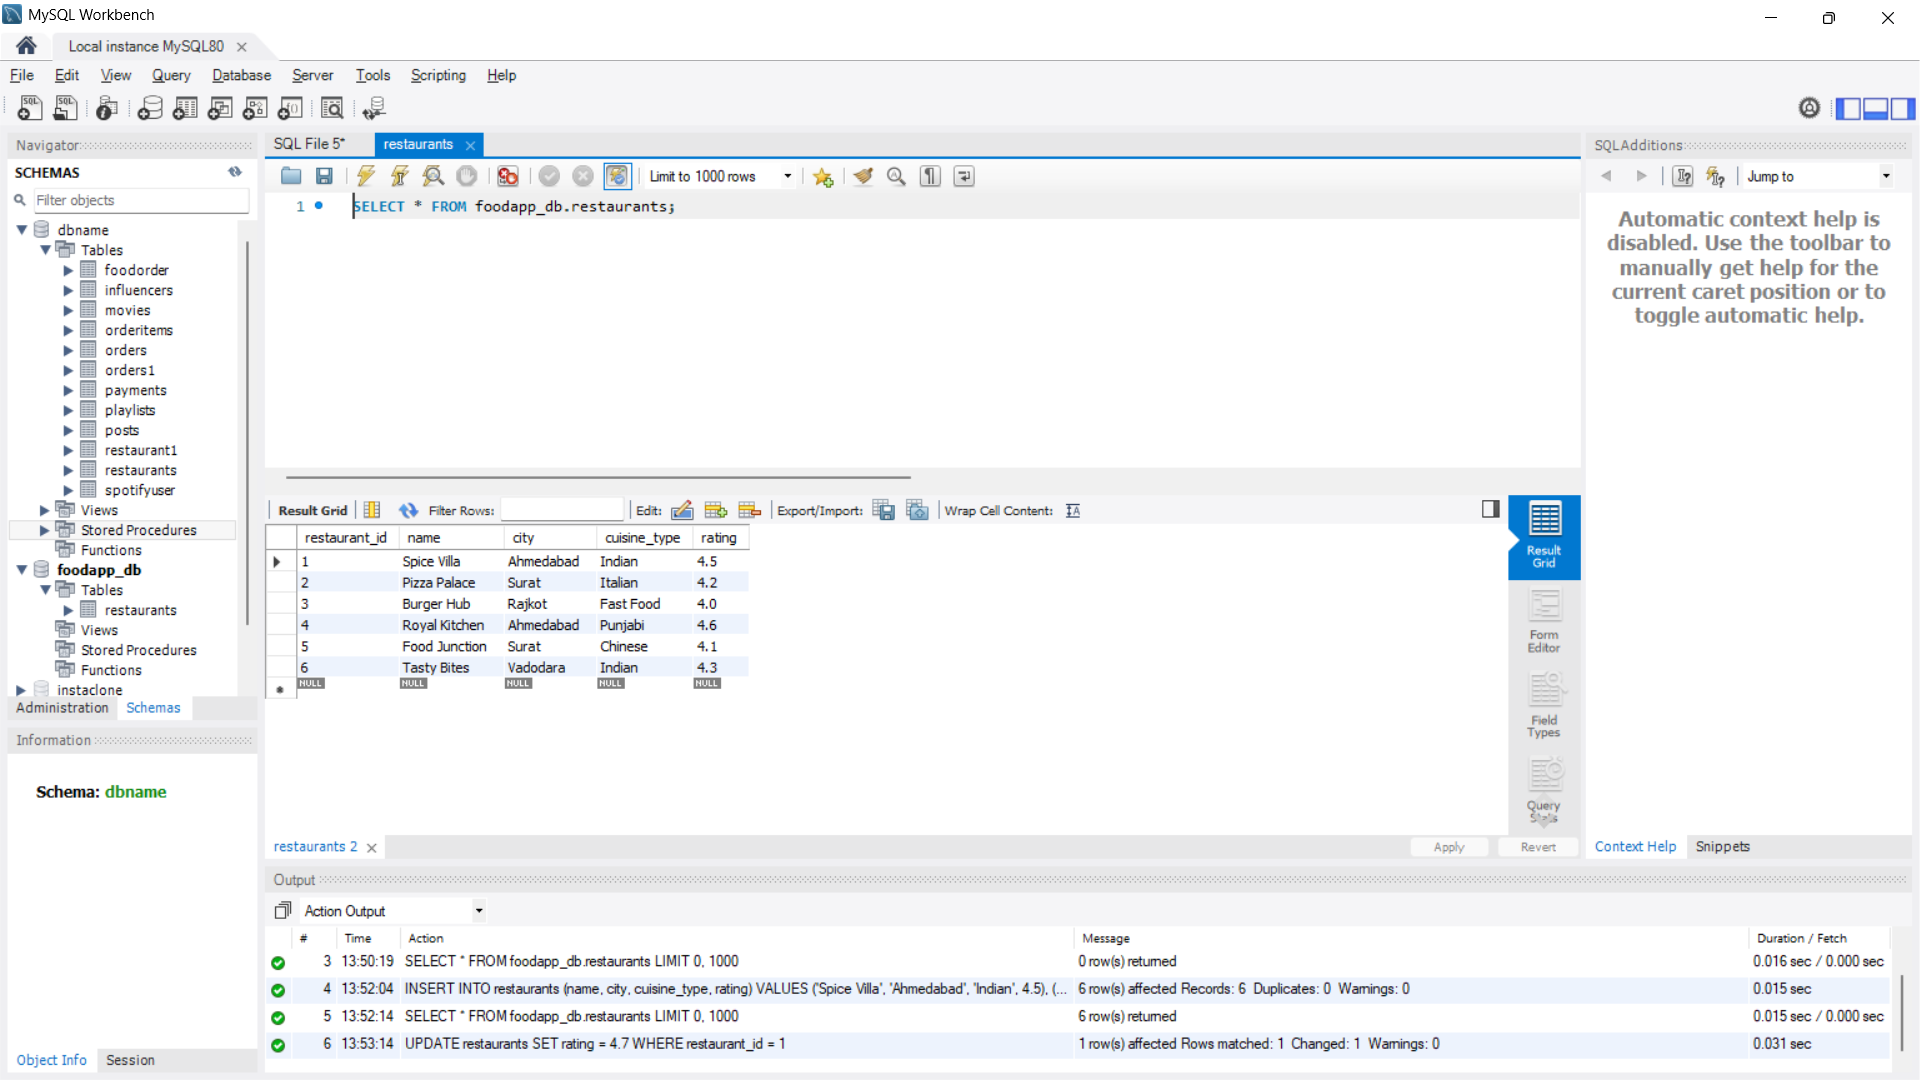 MySQL Workbench
Local instance MySQL80
File Edit View Query Database Server Tools Scripting Help
Navigator
SCHEMAS
Filter objects
dbname
Tables
foodorder
influencers
movies
orderitems
orders
orders1
payments
playlists
posts
restaurant1
restaurants
spotifyuser
Views
Stored Procedures
Functions
foodapp_db
Tables
restaurants
Views
Stored Procedures
Functions
instaclone
Administration Schemas
Information
Schema: dbname
Object Info Session
SQL File 5* restaurants
Limit to 1000 rows
1 SELECT * FROM foodapp_db.restaurants;
Result Grid Filter Rows: Edit: Export/Import: Wrap Cell Content:
restaurant_id name city cuisine_type rating
1 Spice Villa Ahmedabad Indian 4.5
2 Pizza Palace Surat Italian 4.2
3 Burger Hub Rajkot Fast Food 4.0
4 Royal Kitchen Ahmedabad Punjabi 4.6
5 Food Junction Surat Chinese 4.1
6 Tasty Bites Vadodara Indian 4.3
NULL NULL NULL NULL NULL
Result
Grid
Form
Editor
Field
Types
Query
Stats
restaurants 2
Apply Revert
SQLAdditions
Jump to
Automatic context help is
disabled. Use the toolbar to
manually get help for the
current caret position or to
toggle automatic help.
Context Help Snippets
Output
Action Output
# Time Action Message Duration / Fetch
3 13:50:19 SELECT * FROM foodapp_db.restaurants LIMIT 0, 1000 0 row(s) returned 0.016 sec / 0.000 sec
4 13:52:04 INSERT INTO restaurants (name, city, cuisine_type, rating) VALUES ('Spice Villa', 'Ahmedabad', 'Indian', 4.5), (... 6 row(s) affected Records: 6 Duplicates: 0 Warnings: 0 0.015 sec
5 13:52:14 SELECT * FROM foodapp_db.restaurants LIMIT 0, 1000 6 row(s) returned 0.015 sec / 0.000 sec
6 13:53:14 UPDATE restaurants SET rating = 4.7 WHERE restaurant_id = 1 1 row(s) affected Rows matched: 1 Changed: 1 Warnings: 0 0.031 sec